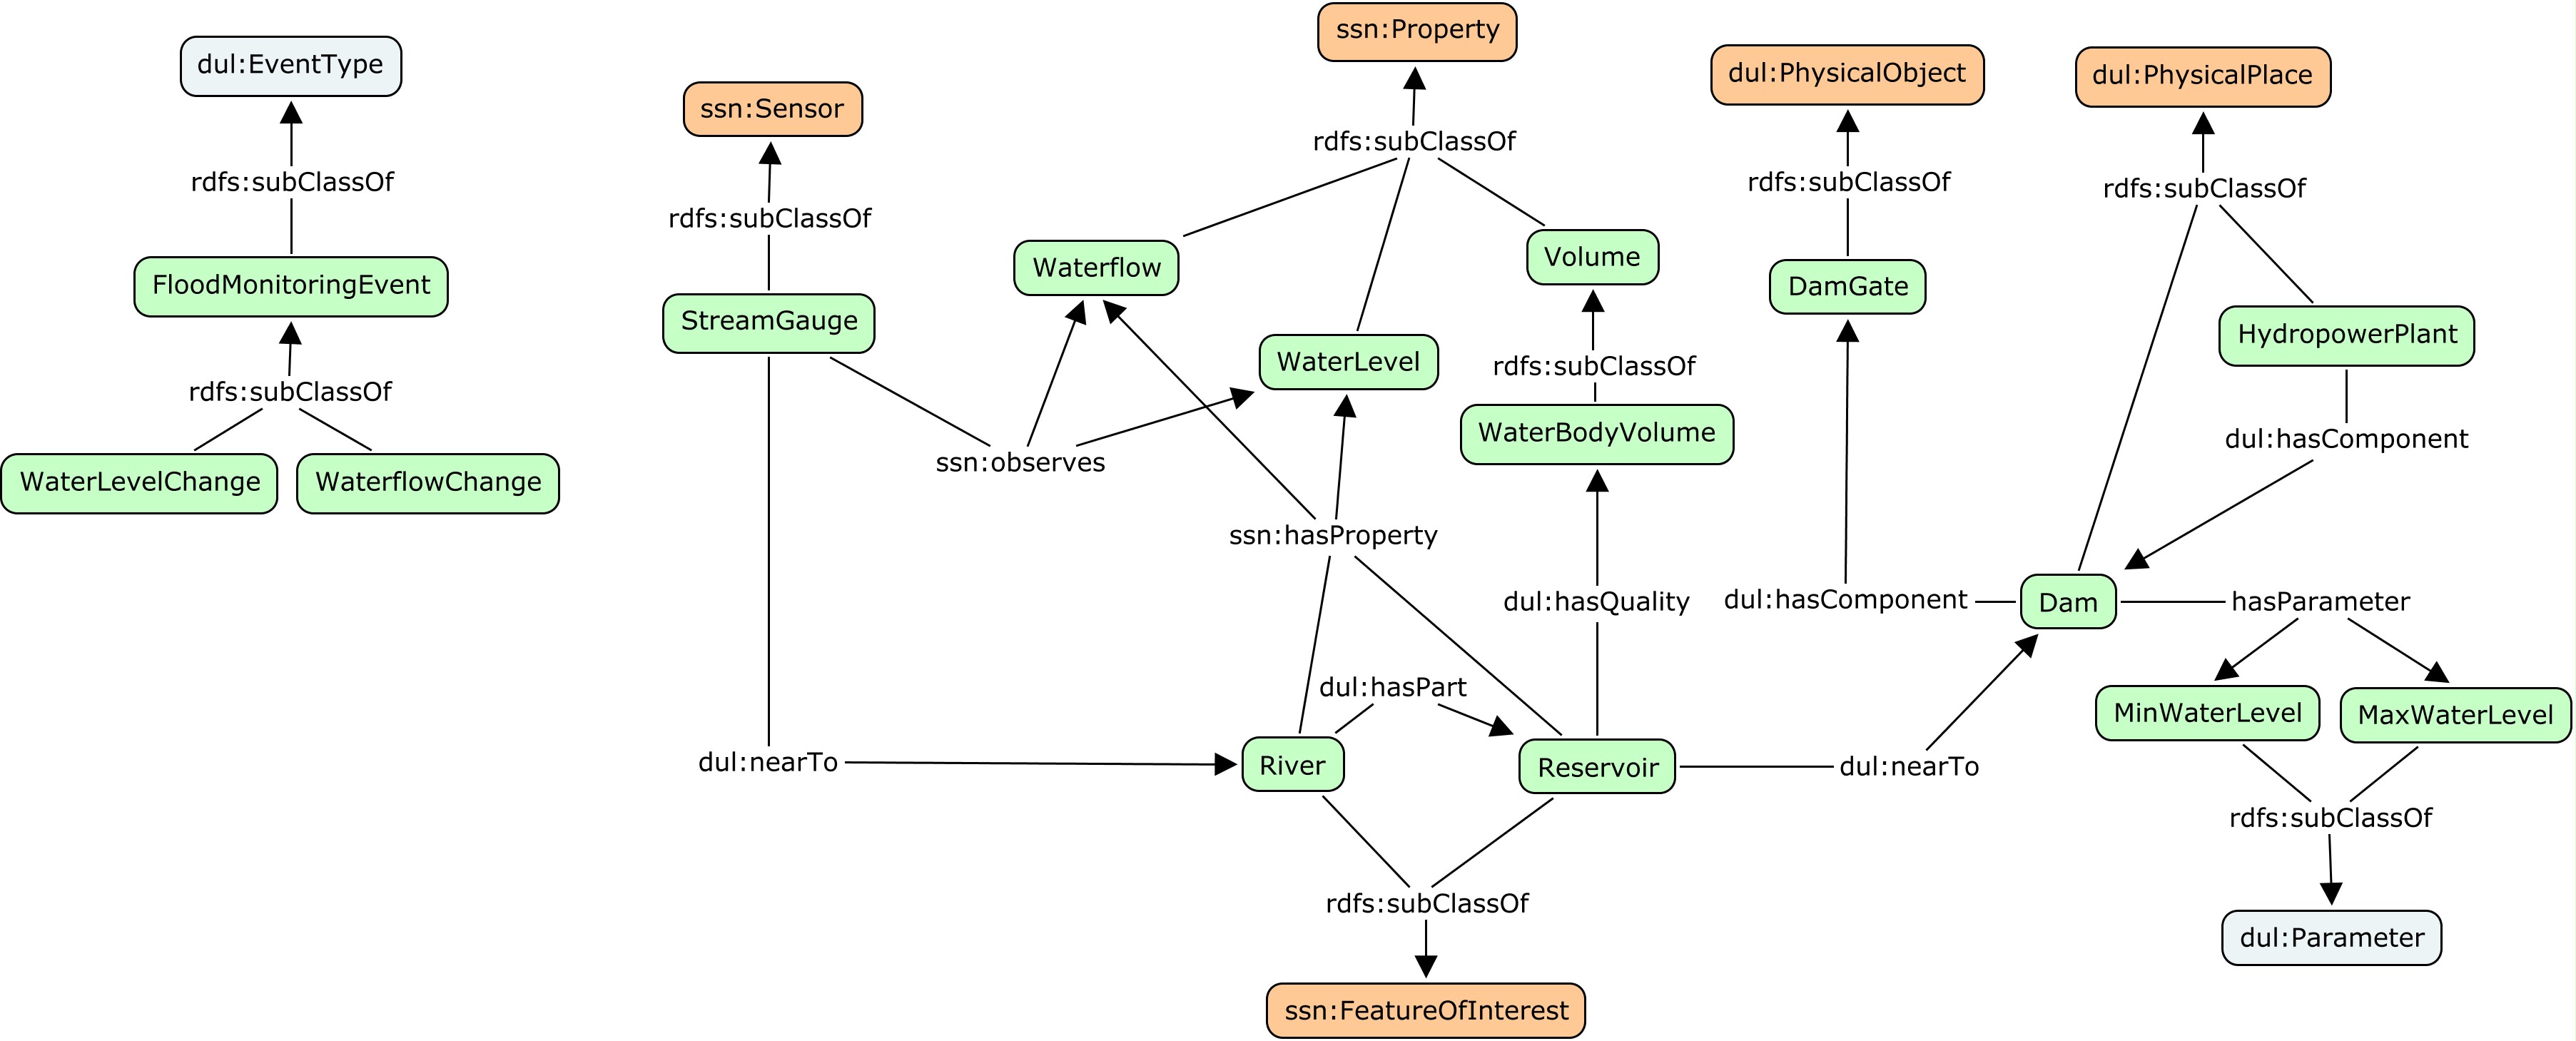 ssn:Property
dul:EventType
dul:PhysicalObject
dul:PhysicalPlace
ssn:Sensor
rdfs:subClassOf
rdfs:subClassOf
rdfs:subClassOf
rdfs:subClassOf
rdfs:subClassOf
Waterflow
Volume
FloodMonitoringEvent
DamGate
StreamGauge
HydropowerPlant
WaterLevel
rdfs:subClassOf
rdfs:subClassOf
WaterBodyVolume
dul:hasComponent
ssn:observes
WaterLevelChange
WaterflowChange
ssn:hasProperty
dul:hasQuality
dul:hasComponent
Dam
hasParameter
dul:hasPart
MinWaterLevel
MaxWaterLevel
dul:nearTo
River
Reservoir
dul:nearTo
rdfs:subClassOf
rdfs:subClassOf
dul:Parameter
ssn:FeatureOfInterest